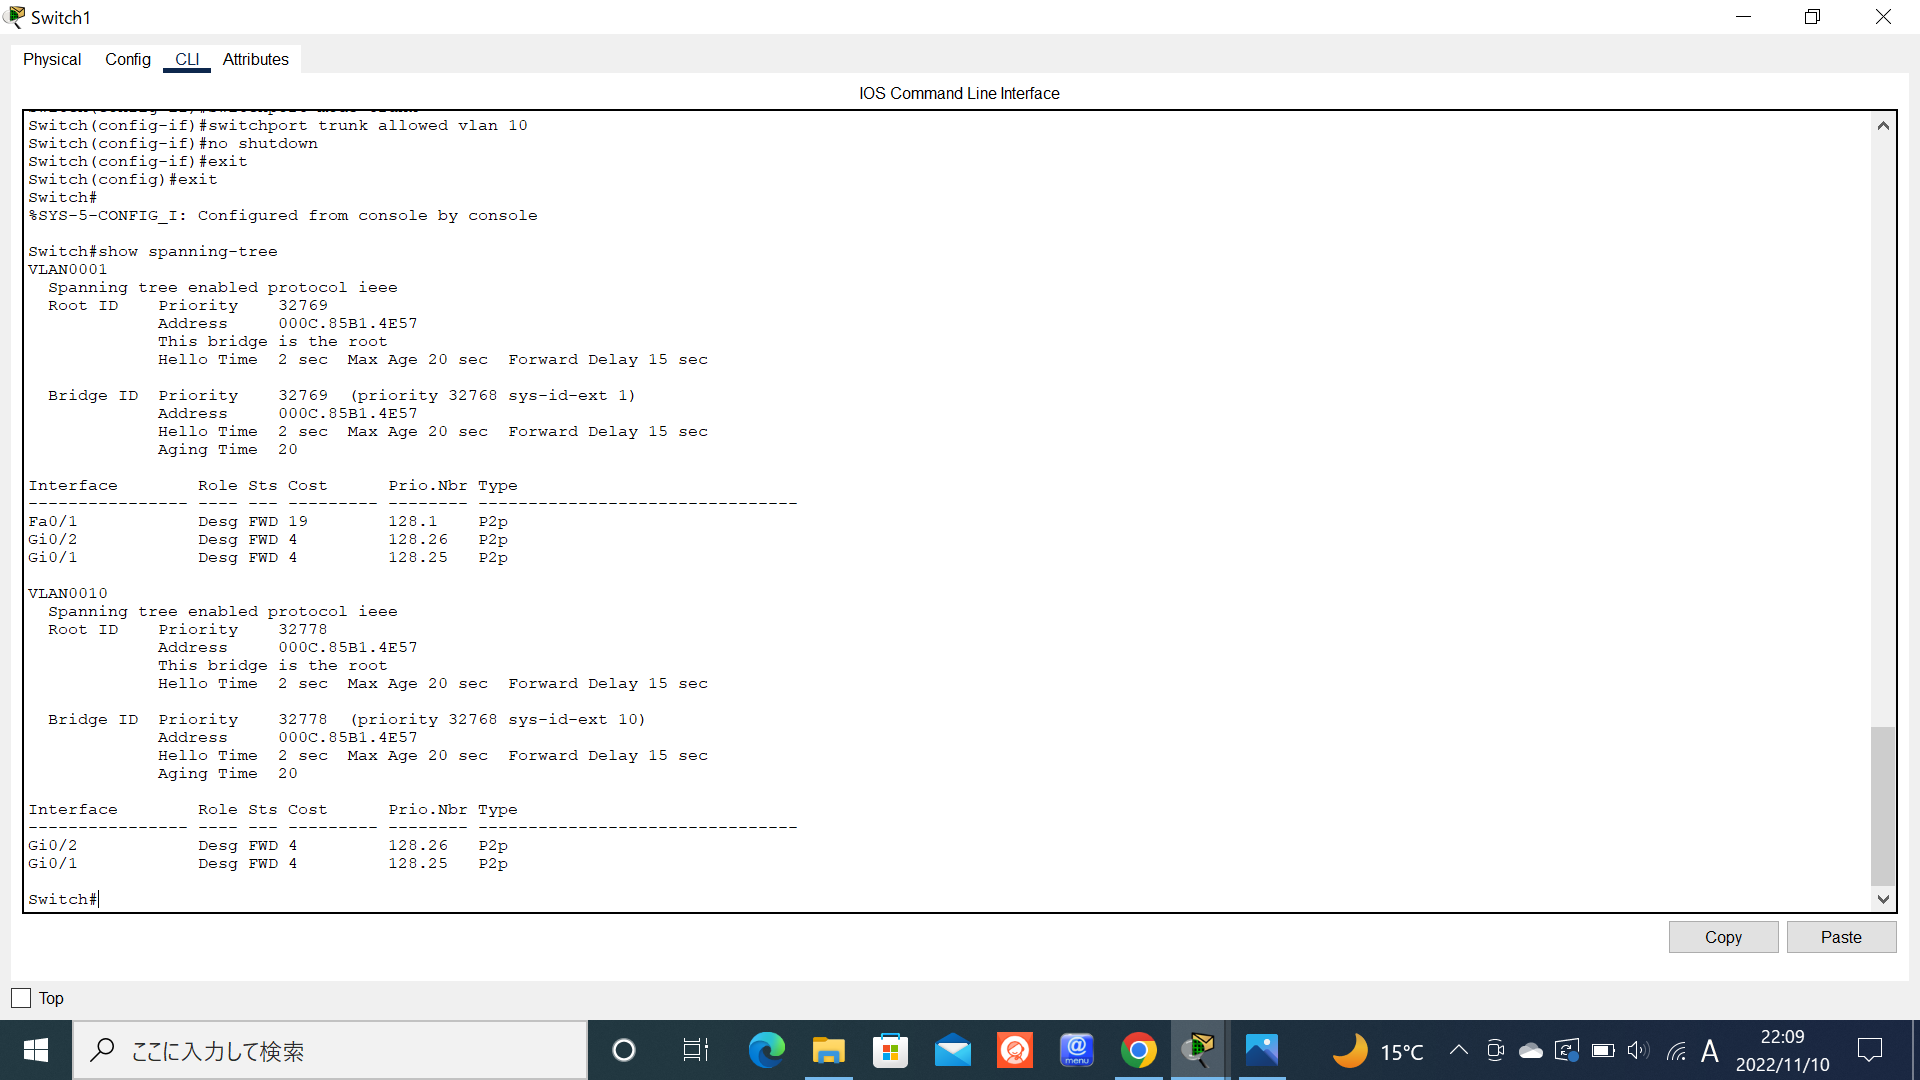 Switch1
Physical Config CLI Attributes
IOS Command Line Interface
Switch(config-if)#switchport trunk allowed vlan 10
Switch(config-if)#no shutdown
Switch(config-if)#exit
Switch(config)#exit
Switch#
%SYS-5-CONFIG_I: Configured from console by console
Switch#show spanning-tree
VLAN0001
Spanning tree enabled protocol ieee
Root ID Priority 32769
Address 000C.85B1.4E57
This bridge is the root
Hello Time 2 sec Max Age 20 sec Forward Delay 15 sec
Bridge ID Priority 32769 (priority 32768 sys-id-ext 1)
Address 000C.85B1.4E57
Hello Time 2 sec Max Age 20 sec Forward Delay 15 sec
Aging Time 20
Interface Role Sts Cost Prio.Nbr Type
---------------- ---- --- --------- -------- --------------------------------
Fa0/1 Desg FWD 19 128.1 P2p
Gi0/2 Desg FWD 4 128.26 P2p
Gi0/1 Desg FWD 4 128.25 P2p
VLAN0010
Spanning tree enabled protocol ieee
Root ID Priority 32778
Address 000C.85B1.4E57
This bridge is the root
Hello Time 2 sec Max Age 20 sec Forward Delay 15 sec
Bridge ID Priority 32778 (priority 32768 sys-id-ext 10)
Address 000C.85B1.4E57
Hello Time 2 sec Max Age 20 sec Forward Delay 15 sec
Aging Time 20
Interface Role Sts Cost Prio.Nbr Type
---------------- ---- --- --------- -------- --------------------------------
Gi0/2 Desg FWD 4 128.26 P2p
Gi0/1 Desg FWD 4 128.25 P2p
Switch#
Copy Paste
Top
ここに入力して検索
@ menu
15°C
A
22:09
2022/11/10